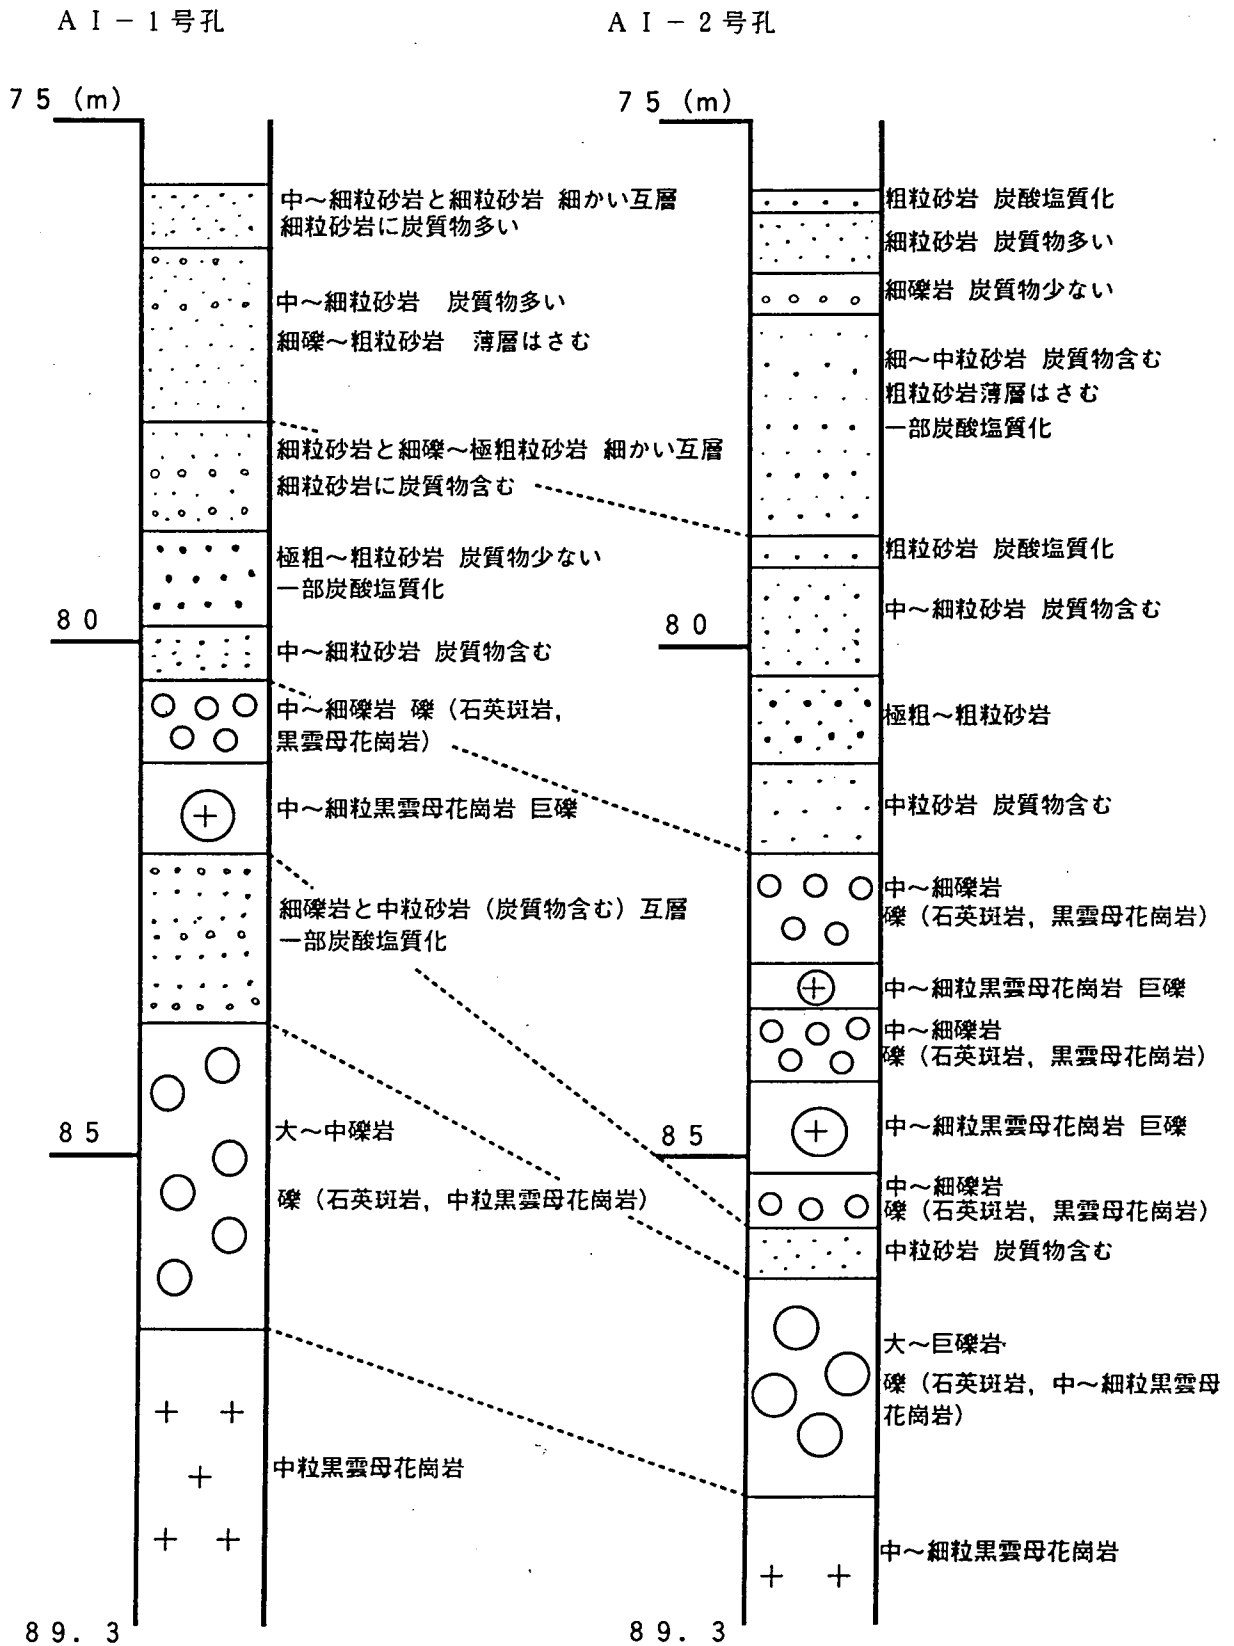 AI-1号孔
75 (m)
中～細粒砂岩と細粒砂岩 細かい互層
細粒砂岩に炭質物多い
中～細粒砂岩 炭質物多い
細礫～粗粒砂岩 薄層はさむ
細粒砂岩と細礫～極粗粒砂岩 細かい互層
細粒砂岩に炭質物含む
極粗～粗粒砂岩 炭質物少ない
一部炭酸塩質化
80
中～細粒砂岩 炭質物含む
中～細礫岩 礫（石英斑岩，
黒雲母花崗岩）
中～細粒黒雲母花崗岩 巨礫
細礫岩と中粒砂岩（炭質物含む）互層
一部炭酸塩質化
85
大～中礫岩
礫（石英斑岩，中粒黒雲母花崗岩）
中粒黒雲母花崗岩
89.3
AI-2号孔
75 (m)
粗粒砂岩 炭酸塩質化
細粒砂岩 炭質物多い
細礫岩 炭質物少ない
細～中粒砂岩 炭質物含む
粗粒砂岩薄層はさむ
一部炭酸塩質化
粗粒砂岩 炭酸塩質化
中～細粒砂岩 炭質物含む
80
極粗～粗粒砂岩
中粒砂岩 炭質物含む
中～細礫岩
礫（石英斑岩，黒雲母花崗岩）
中～細粒黒雲母花崗岩 巨礫
中～細礫岩
礫（石英斑岩，黒雲母花崗岩）
中～細粒黒雲母花崗岩 巨礫
85
中～細礫岩
礫（石英斑岩，黒雲母花崗岩）
中粒砂岩 炭質物含む
大～巨礫岩
礫（石英斑岩，中～細粒黒雲母
花崗岩）
中～細粒黒雲母花崗岩
89.3